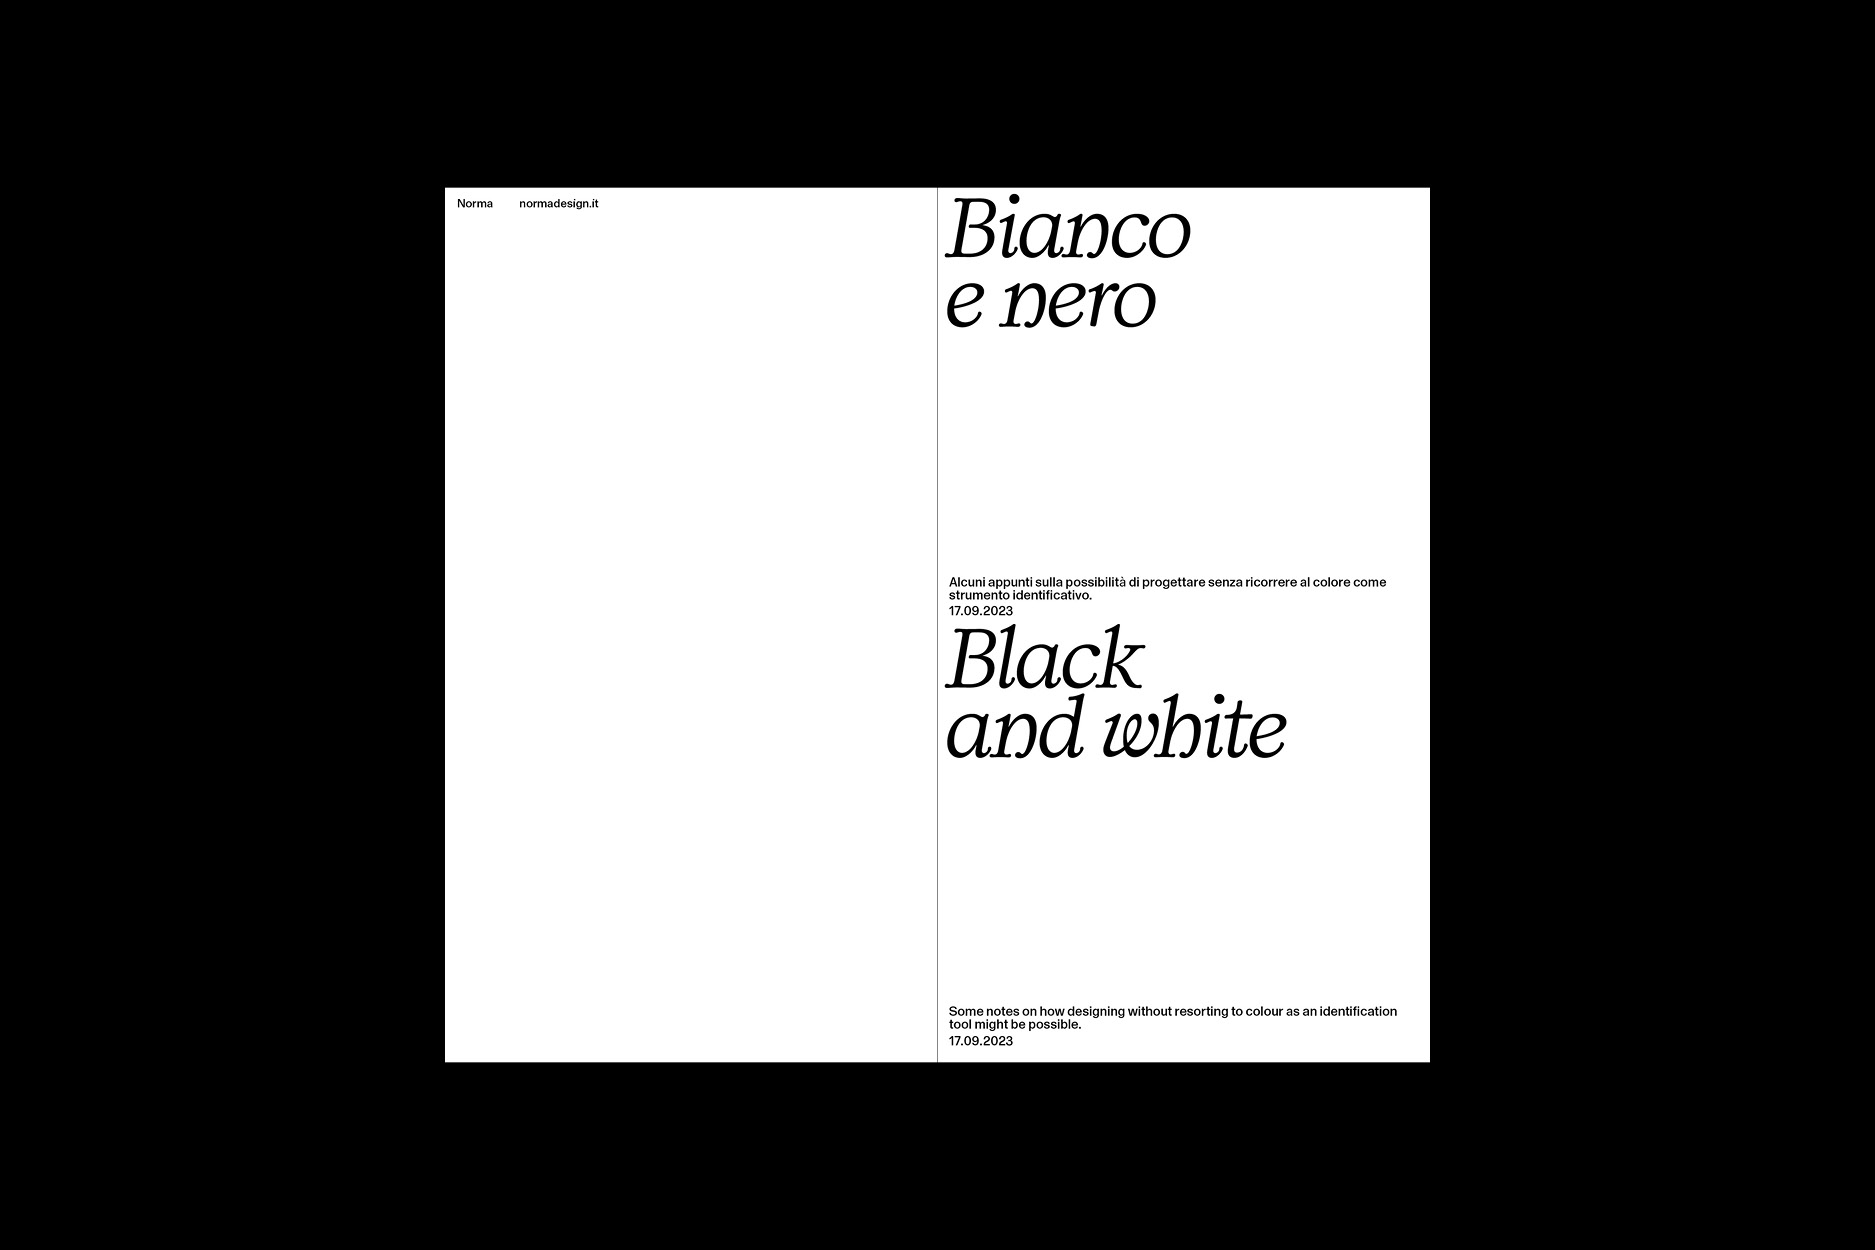 Norma normadesign.it
Bianco
e nero
Alcuni appunti sulla possibilità di progettare senza ricorrere al colore come
strumento identificativo.
17.09.2023
Black
and white
Some notes on how designing without resorting to colour as an identification
tool might be possible.
17.09.2023